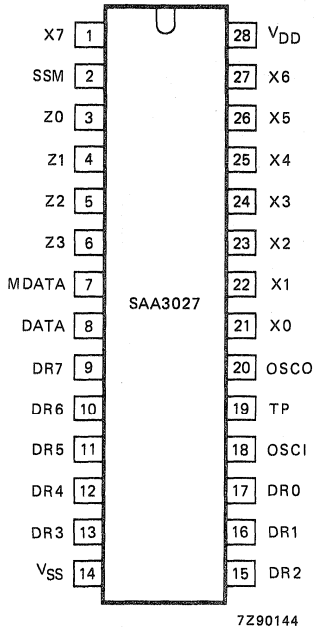 X7 1 28 VDD
SSM 2 27 X6
Z0 3 26 X5
Z1 4 25 X4
Z2 5 24 X3
Z3 6 23 X2
MDATA 7 22 X1
SAA3027
DATA 8 21 X0
DR7 9 20 OSCO
DR6 10 19 TP
DR5 11 18 OSCI
DR4 12 17 DR0
DR3 13 16 DR1
VSS 14 15 DR2
7Z90144